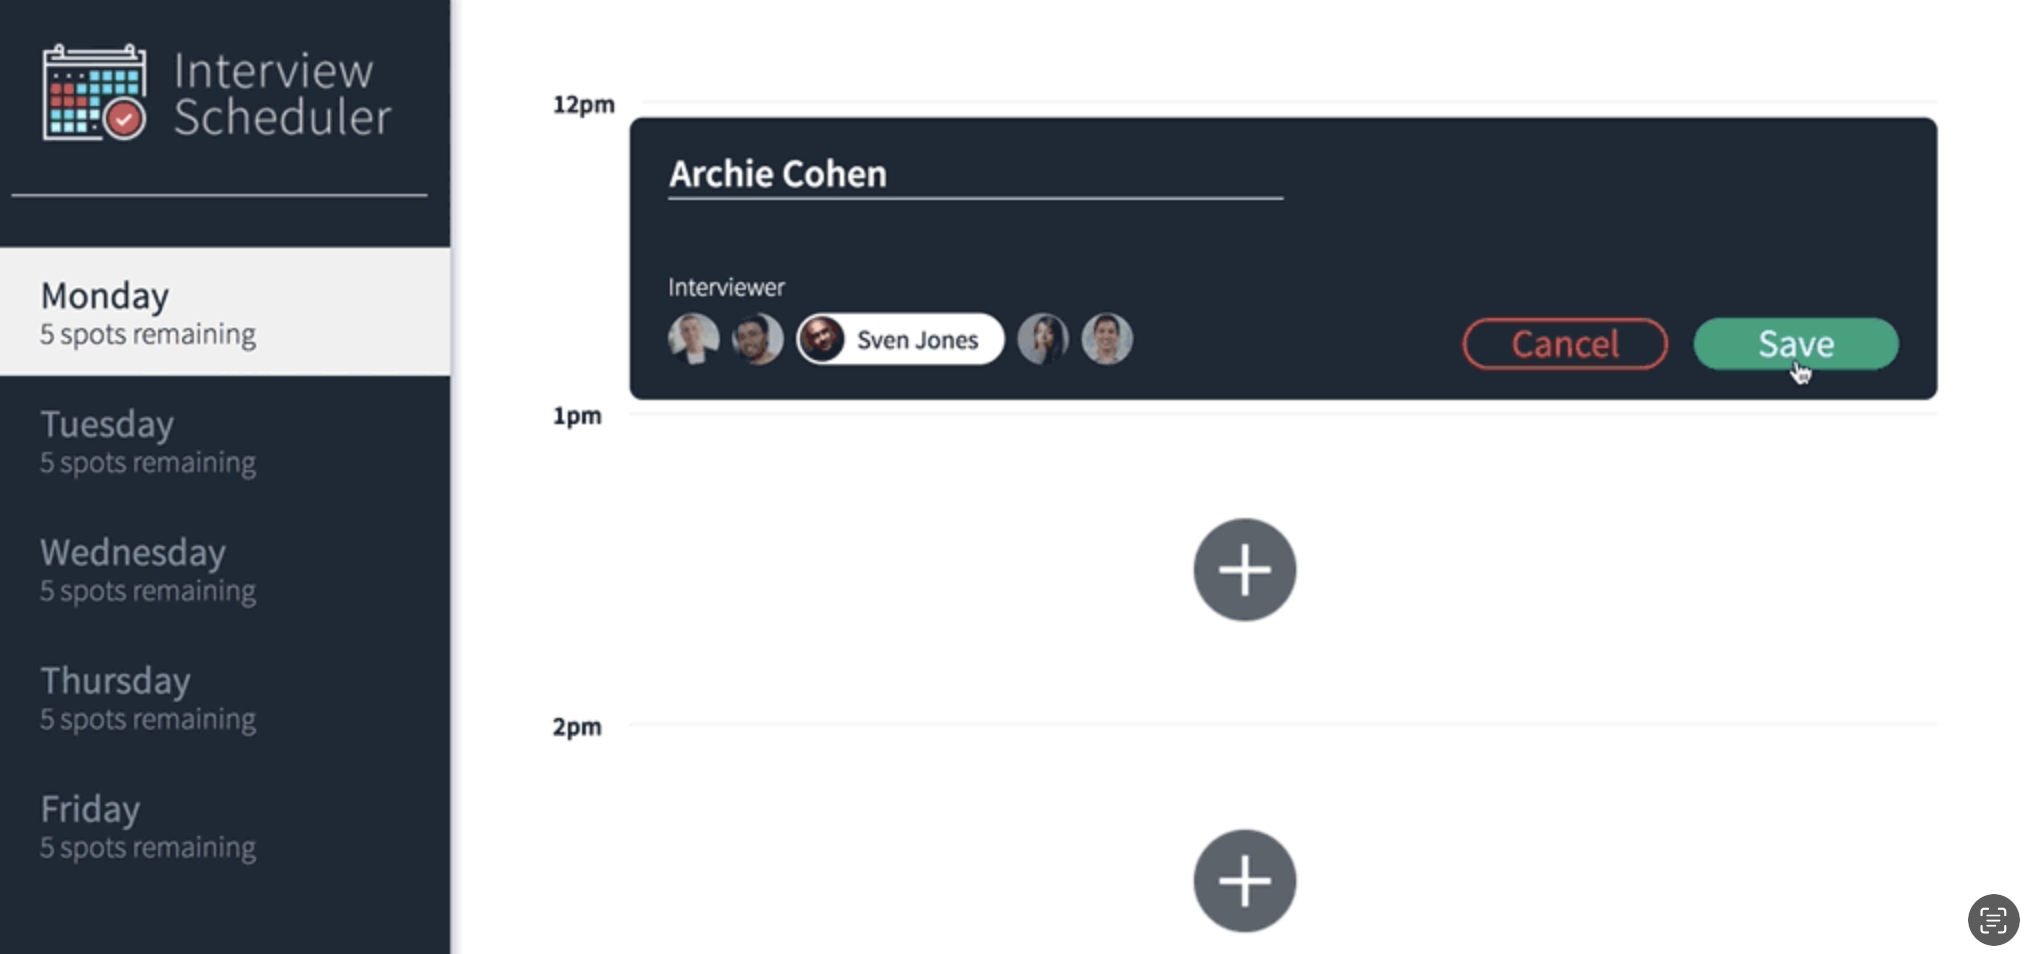 Interview
Scheduler
Monday
5 spots remaining
Tuesday
5 spots remaining
Wednesday
5 spots remaining
Thursday
5 spots remaining
Friday
5 spots remaining
12pm
Archie Cohen
Interviewer
Sven Jones
Cancel
Save
1pm
2pm